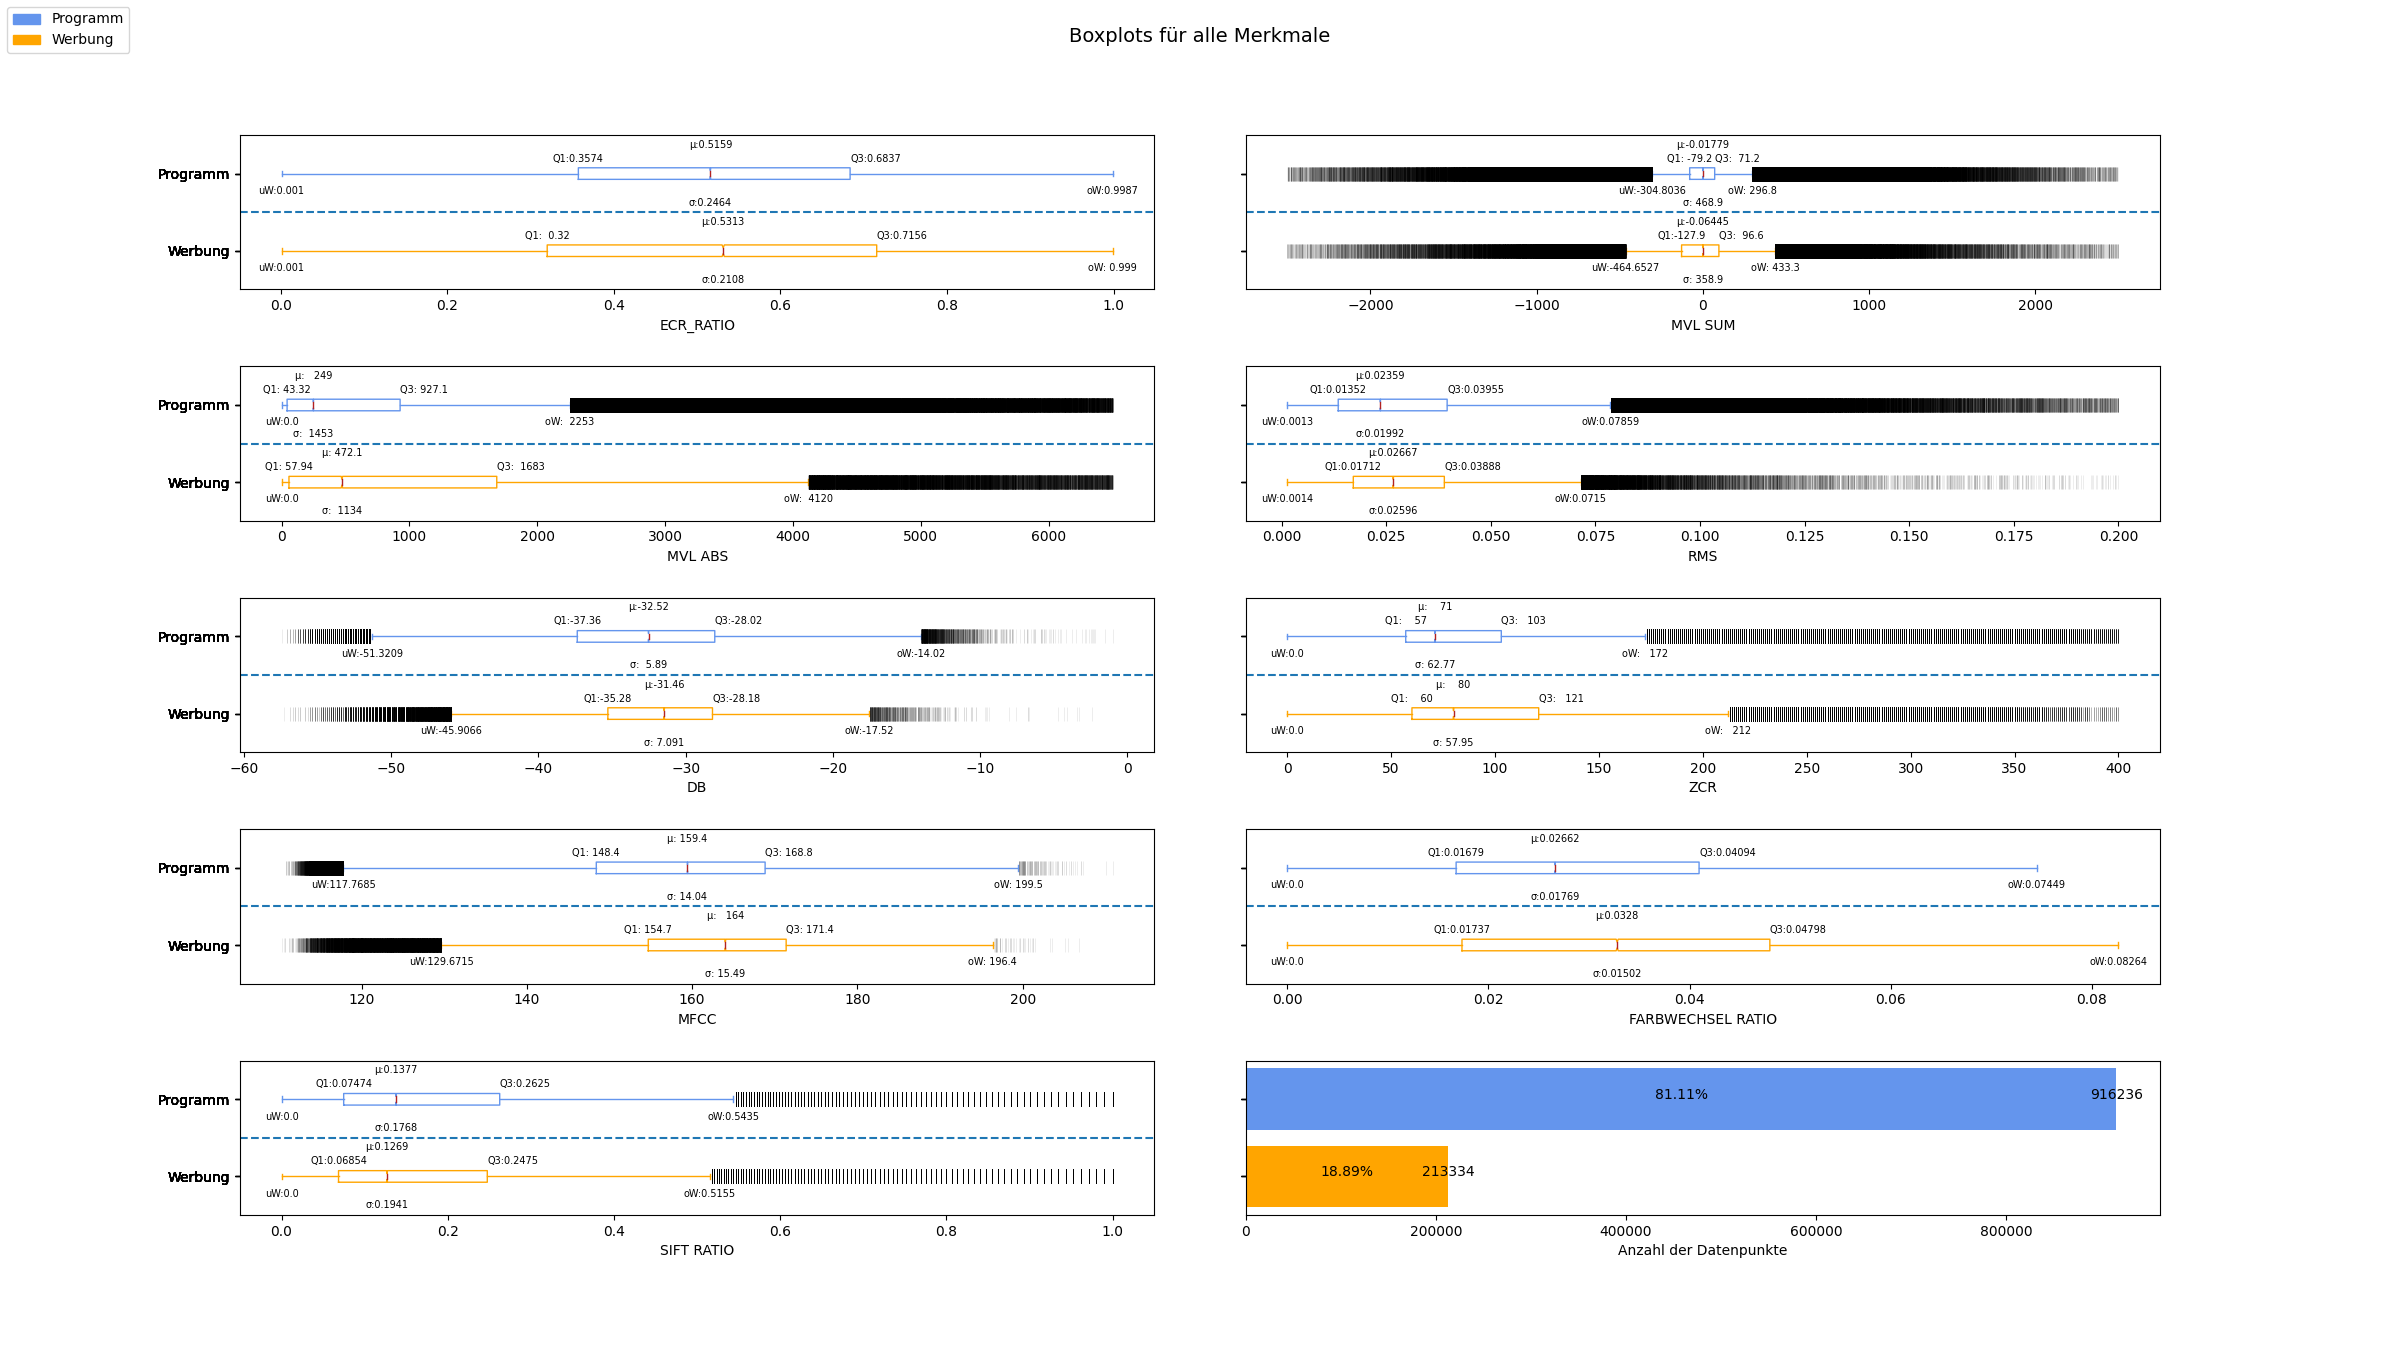 Programm
Werbung
Boxplots für alle Merkmale
µ:0.5159
Q1:0.3574 Q3:0.6837
Programm
uW:0.001 oW:0.9987
σ:0.2464
µ:0.5313
Q1: 0.32 Q3:0.7156
Werbung
uW:0.001 oW: 0.999
σ:0.2108
0.0 0.2 0.4 0.6 0.8 1.0
ECR_RATIO
µ:-0.01779
Q1: -79.2 Q3: 71.2
uW:-304.8036 oW: 296.8
σ: 468.9
µ:-0.06445
Q1:-127.9 Q3: 96.6
uW:-464.6527 oW: 433.3
σ: 358.9
−2000 −1000 0 1000 2000
MVL SUM
µ: 249
Q1: 43.32 Q3: 927.1
Programm
uW:0.0 oW: 2253
σ: 1453
µ: 472.1
Q1: 57.94 Q3: 1683
Werbung
uW:0.0 oW: 4120
σ: 1134
0 1000 2000 3000 4000 5000 6000
MVL ABS
µ:0.02359
Q1:0.01352 Q3:0.03955
uW:0.0013 oW:0.07859
σ:0.01992
µ:0.02667
Q1:0.01712 Q3:0.03888
uW:0.0014 oW:0.0715
σ:0.02596
0.000 0.025 0.050 0.075 0.100 0.125 0.150 0.175 0.200
RMS
µ:-32.52
Q1:-37.36 Q3:-28.02
Programm
uW:-51.3209 oW:-14.02
σ: 5.89
µ:-31.46
Q1:-35.28 Q3:-28.18
Werbung
uW:-45.9066 oW:-17.52
σ: 7.091
−60 −50 −40 −30 −20 −10 0
DB
µ: 71
Q1: 57 Q3: 103
uW:0.0 oW: 172
σ: 62.77
µ: 80
Q1: 60 Q3: 121
uW:0.0 oW: 212
σ: 57.95
0 50 100 150 200 250 300 350 400
ZCR
µ: 159.4
Q1: 148.4 Q3: 168.8
Programm
uW:117.7685 oW: 199.5
σ: 14.04
µ: 164
Q1: 154.7 Q3: 171.4
Werbung
uW:129.6715 oW: 196.4
σ: 15.49
120 140 160 180 200
MFCC
µ:0.02662
Q1:0.01679 Q3:0.04094
uW:0.0 oW:0.07449
σ:0.01769
µ:0.0328
Q1:0.01737 Q3:0.04798
uW:0.0 oW:0.08264
σ:0.01502
0.00 0.02 0.04 0.06 0.08
FARBWECHSEL RATIO
µ:0.1377
Q1:0.07474 Q3:0.2625
Programm
uW:0.0 oW:0.5435
σ:0.1768
µ:0.1269
Q1:0.06854 Q3:0.2475
Werbung
uW:0.0 oW:0.5155
σ:0.1941
0.0 0.2 0.4 0.6 0.8 1.0
SIFT RATIO
81.11% 916236
18.89% 213334
0 200000 400000 600000 800000
Anzahl der Datenpunkte